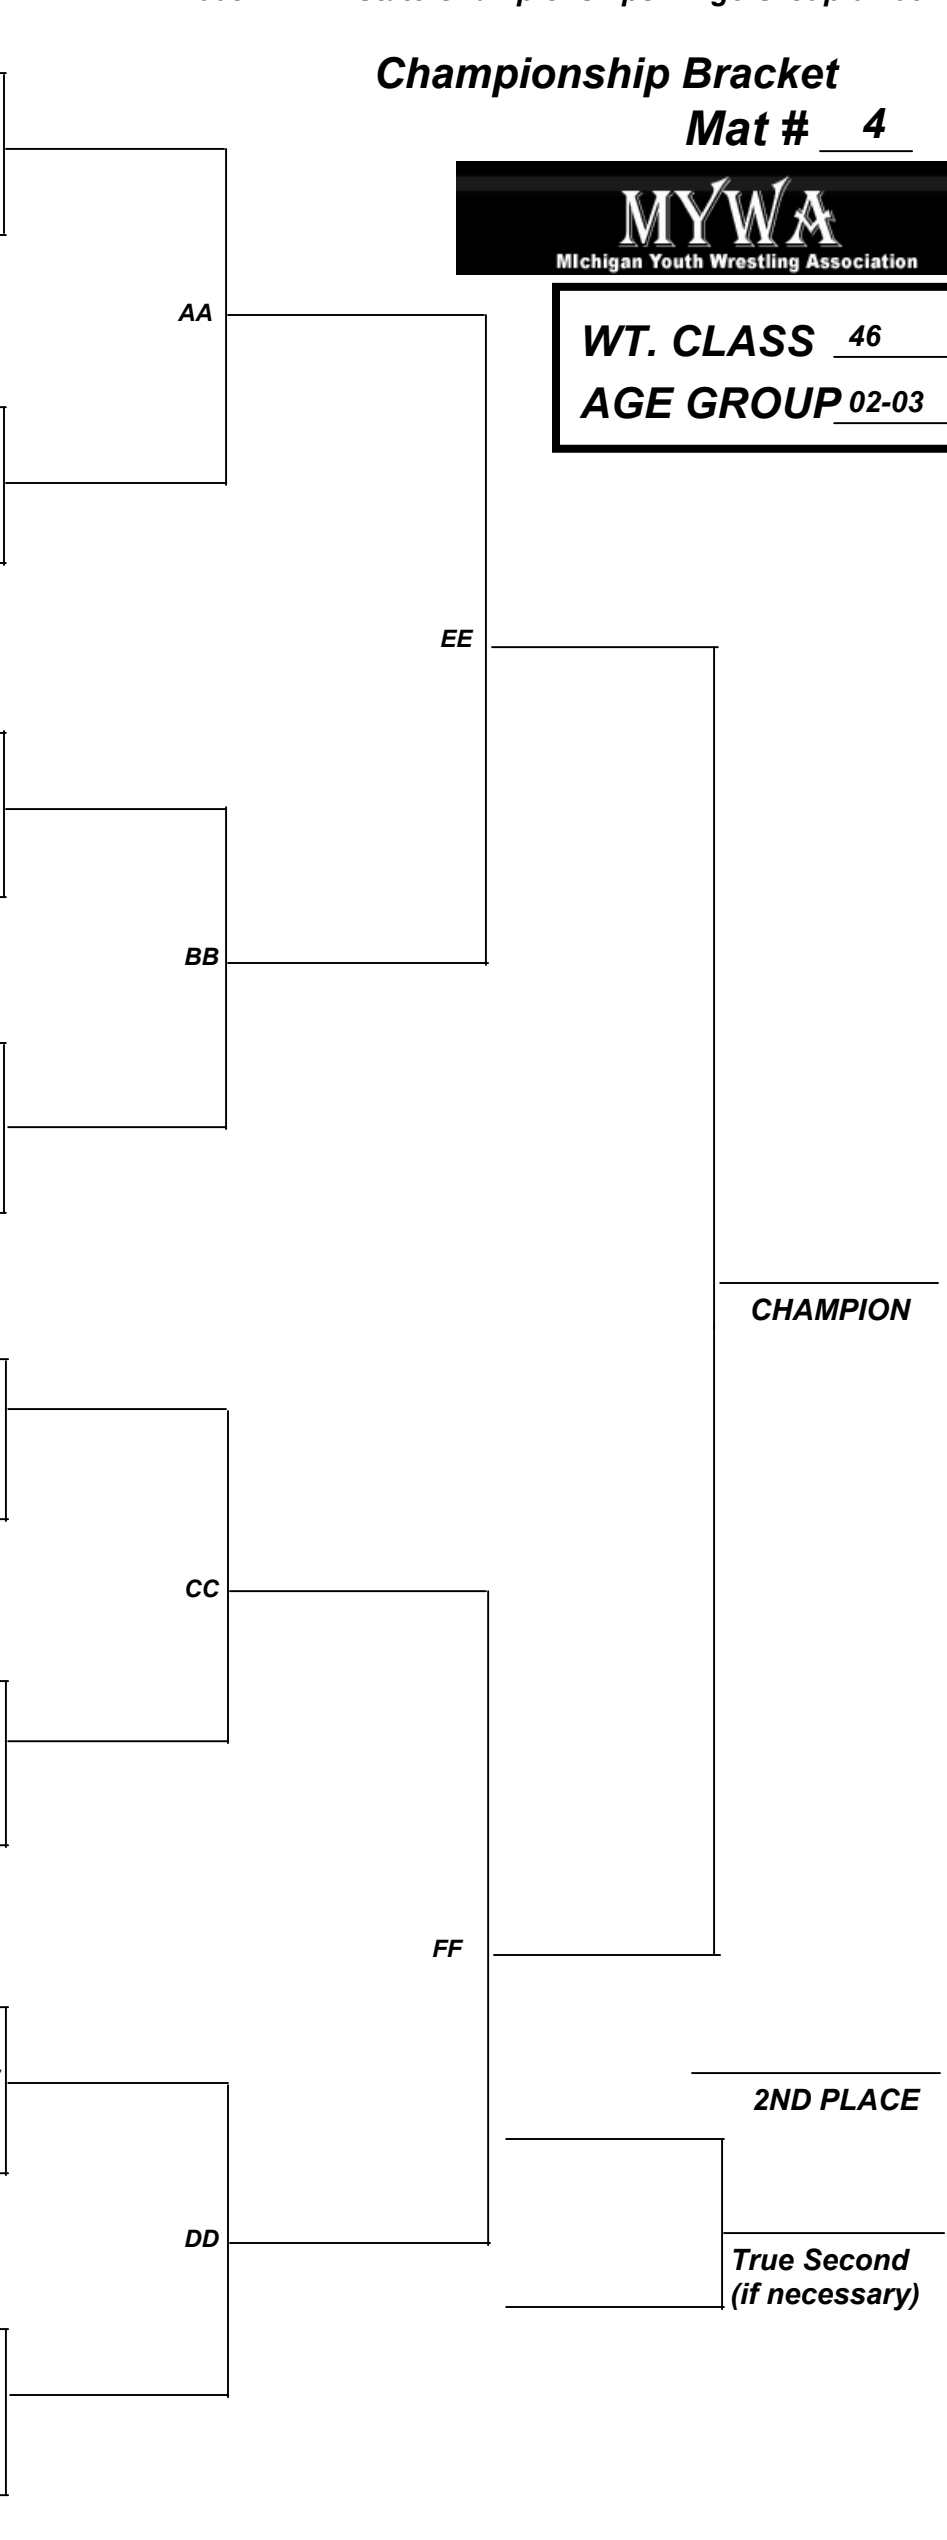 Championship Bracket
Mat # 4
MYWA
MIchigan Youth Wrestling Association
AA
WT. CLASS 46
AGE GROUP 02-03
EE
BB
CHAMPION
CC
FF
2ND PLACE
DD
True Second
(if necessary)